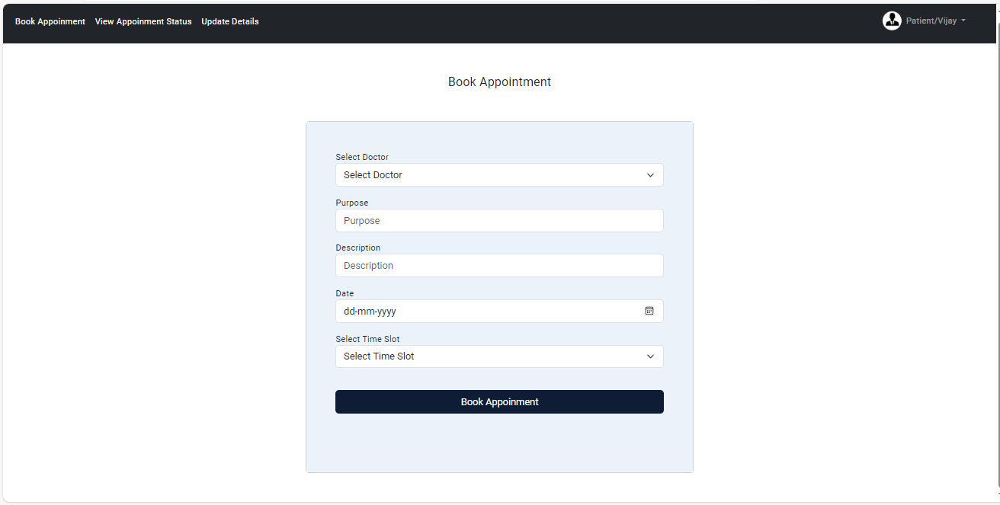 Book Appoinment View Appoinment Status Update Details Patient/Vijay
Book Appointment
Select Doctor
Select Doctor
Purpose
Purpose
Description
Description
Date
dd-mm-yyyy
Select Time Slot
Select Time Slot
Book Appoinment